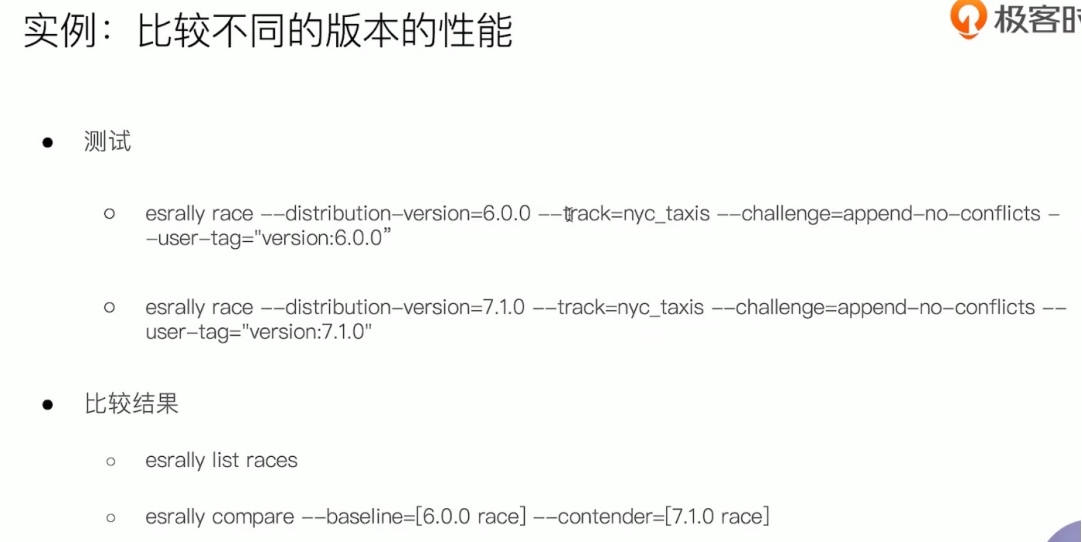 实例：比较不同的版本的性能
极客时
● 测试
○ esrally race --distribution-version=6.0.0 --track=nyc_taxis --challenge=append-no-conflicts -
-user-tag="version:6.0.0”
○ esrally race --distribution-version=7.1.0 --track=nyc_taxis --challenge=append-no-conflicts --
user-tag="version:7.1.0"
● 比较结果
○ esrally list races
○ esrally compare --baseline=[6.0.0 race] --contender=[7.1.0 race]